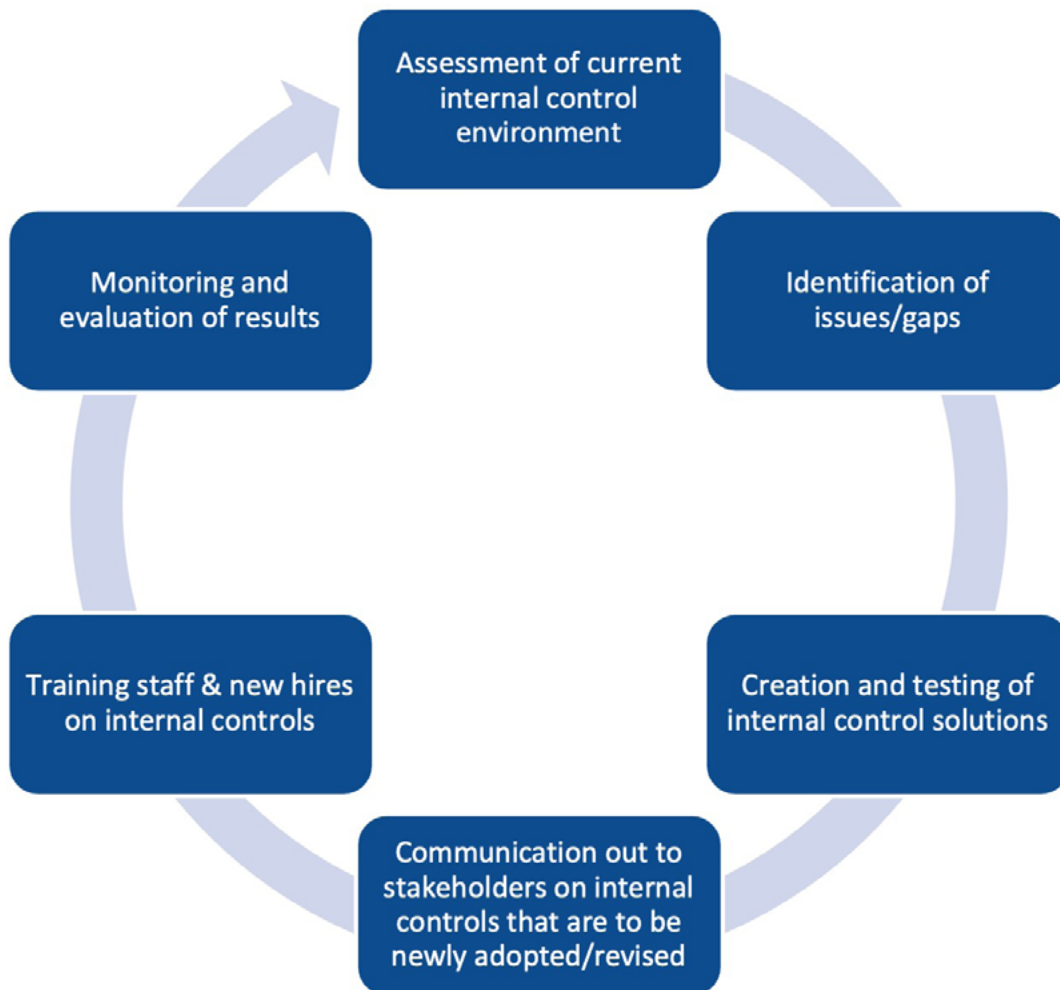 Assessment of current
internal control
environment
Identification of
issues/gaps
Creation and testing of
internal control solutions
Communication out to
stakeholders on internal
controls that are to be
newly adopted/revised
Training staff & new hires
on internal controls
Monitoring and
evaluation of results